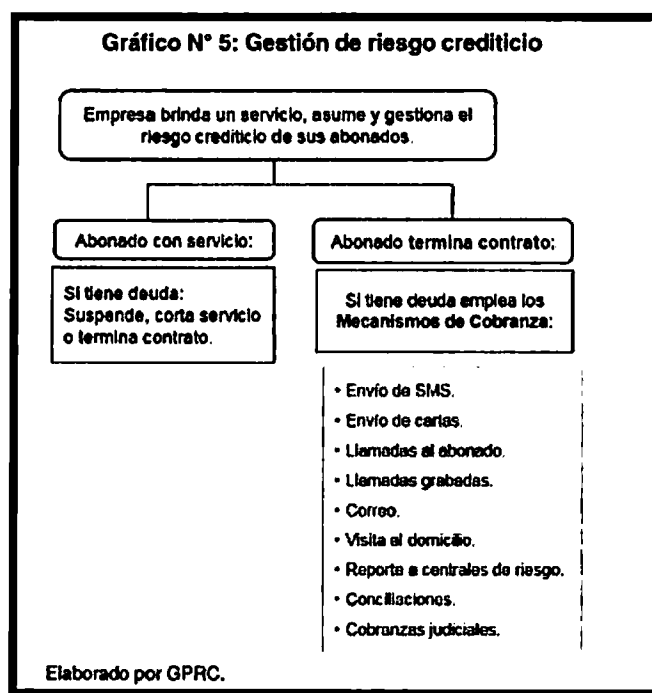 Gráfico N° 5: Gestión de riesgo crediticio
Empresa brinda un servicio, asume y gestiona el
riesgo crediticio de sus abonados.
Abonado con servicio:
Abonado termina contrato:
Si tiene deuda:
Suspende, corta servicio
o termina contrato.
Si tiene deuda emplea los
Mecanismos de Cobranza:
• Envío de SMS.
• Envío de cartas.
• Llamadas al abonado.
• Llamadas grabadas.
• Correo.
• Visita al domicilio.
• Reporte a centrales de riesgo.
• Conciliaciones.
• Cobranzas judiciales.
Elaborado por GPRC.